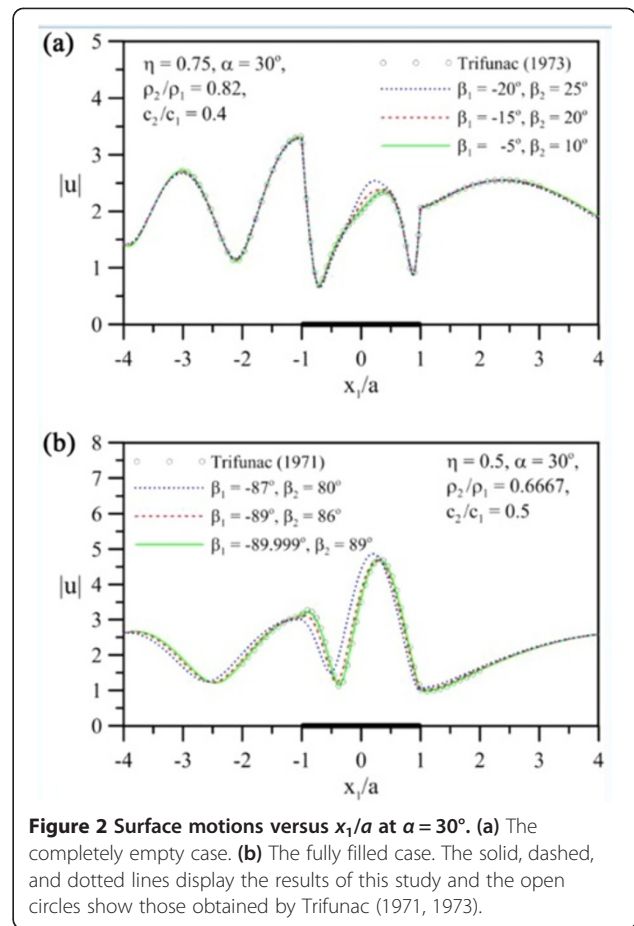 (a)
5
4
3
2
1
0
|u|
η = 0.75, α = 30°,
ρ₂/ρ₁ = 0.82,
c₂/c₁ = 0.4
Trifunac (1973)
β₁ = -20°, β₂ = 25°
β₁ = -15°, β₂ = 20°
β₁ = -5°, β₂ = 10°
-4 -3 -2 -1 0 1 2 3 4
x₁/a
(b)
8
7
6
5
4
3
2
1
0
|u|
Trifunac (1971)
β₁ = -87°, β₂ = 80°
β₁ = -89°, β₂ = 86°
β₁ = -89.999°, β₂ = 89°
η = 0.5, α = 30°,
ρ₂/ρ₁ = 0.6667,
c₂/c₁ = 0.5
-4 -3 -2 -1 0 1 2 3 4
x₁/a
Figure 2 Surface motions versus x₁/a at α = 30°. (a) The
completely empty case. (b) The fully filled case. The solid, dashed,
and dotted lines display the results of this study and the open
circles show those obtained by Trifunac (1971, 1973).